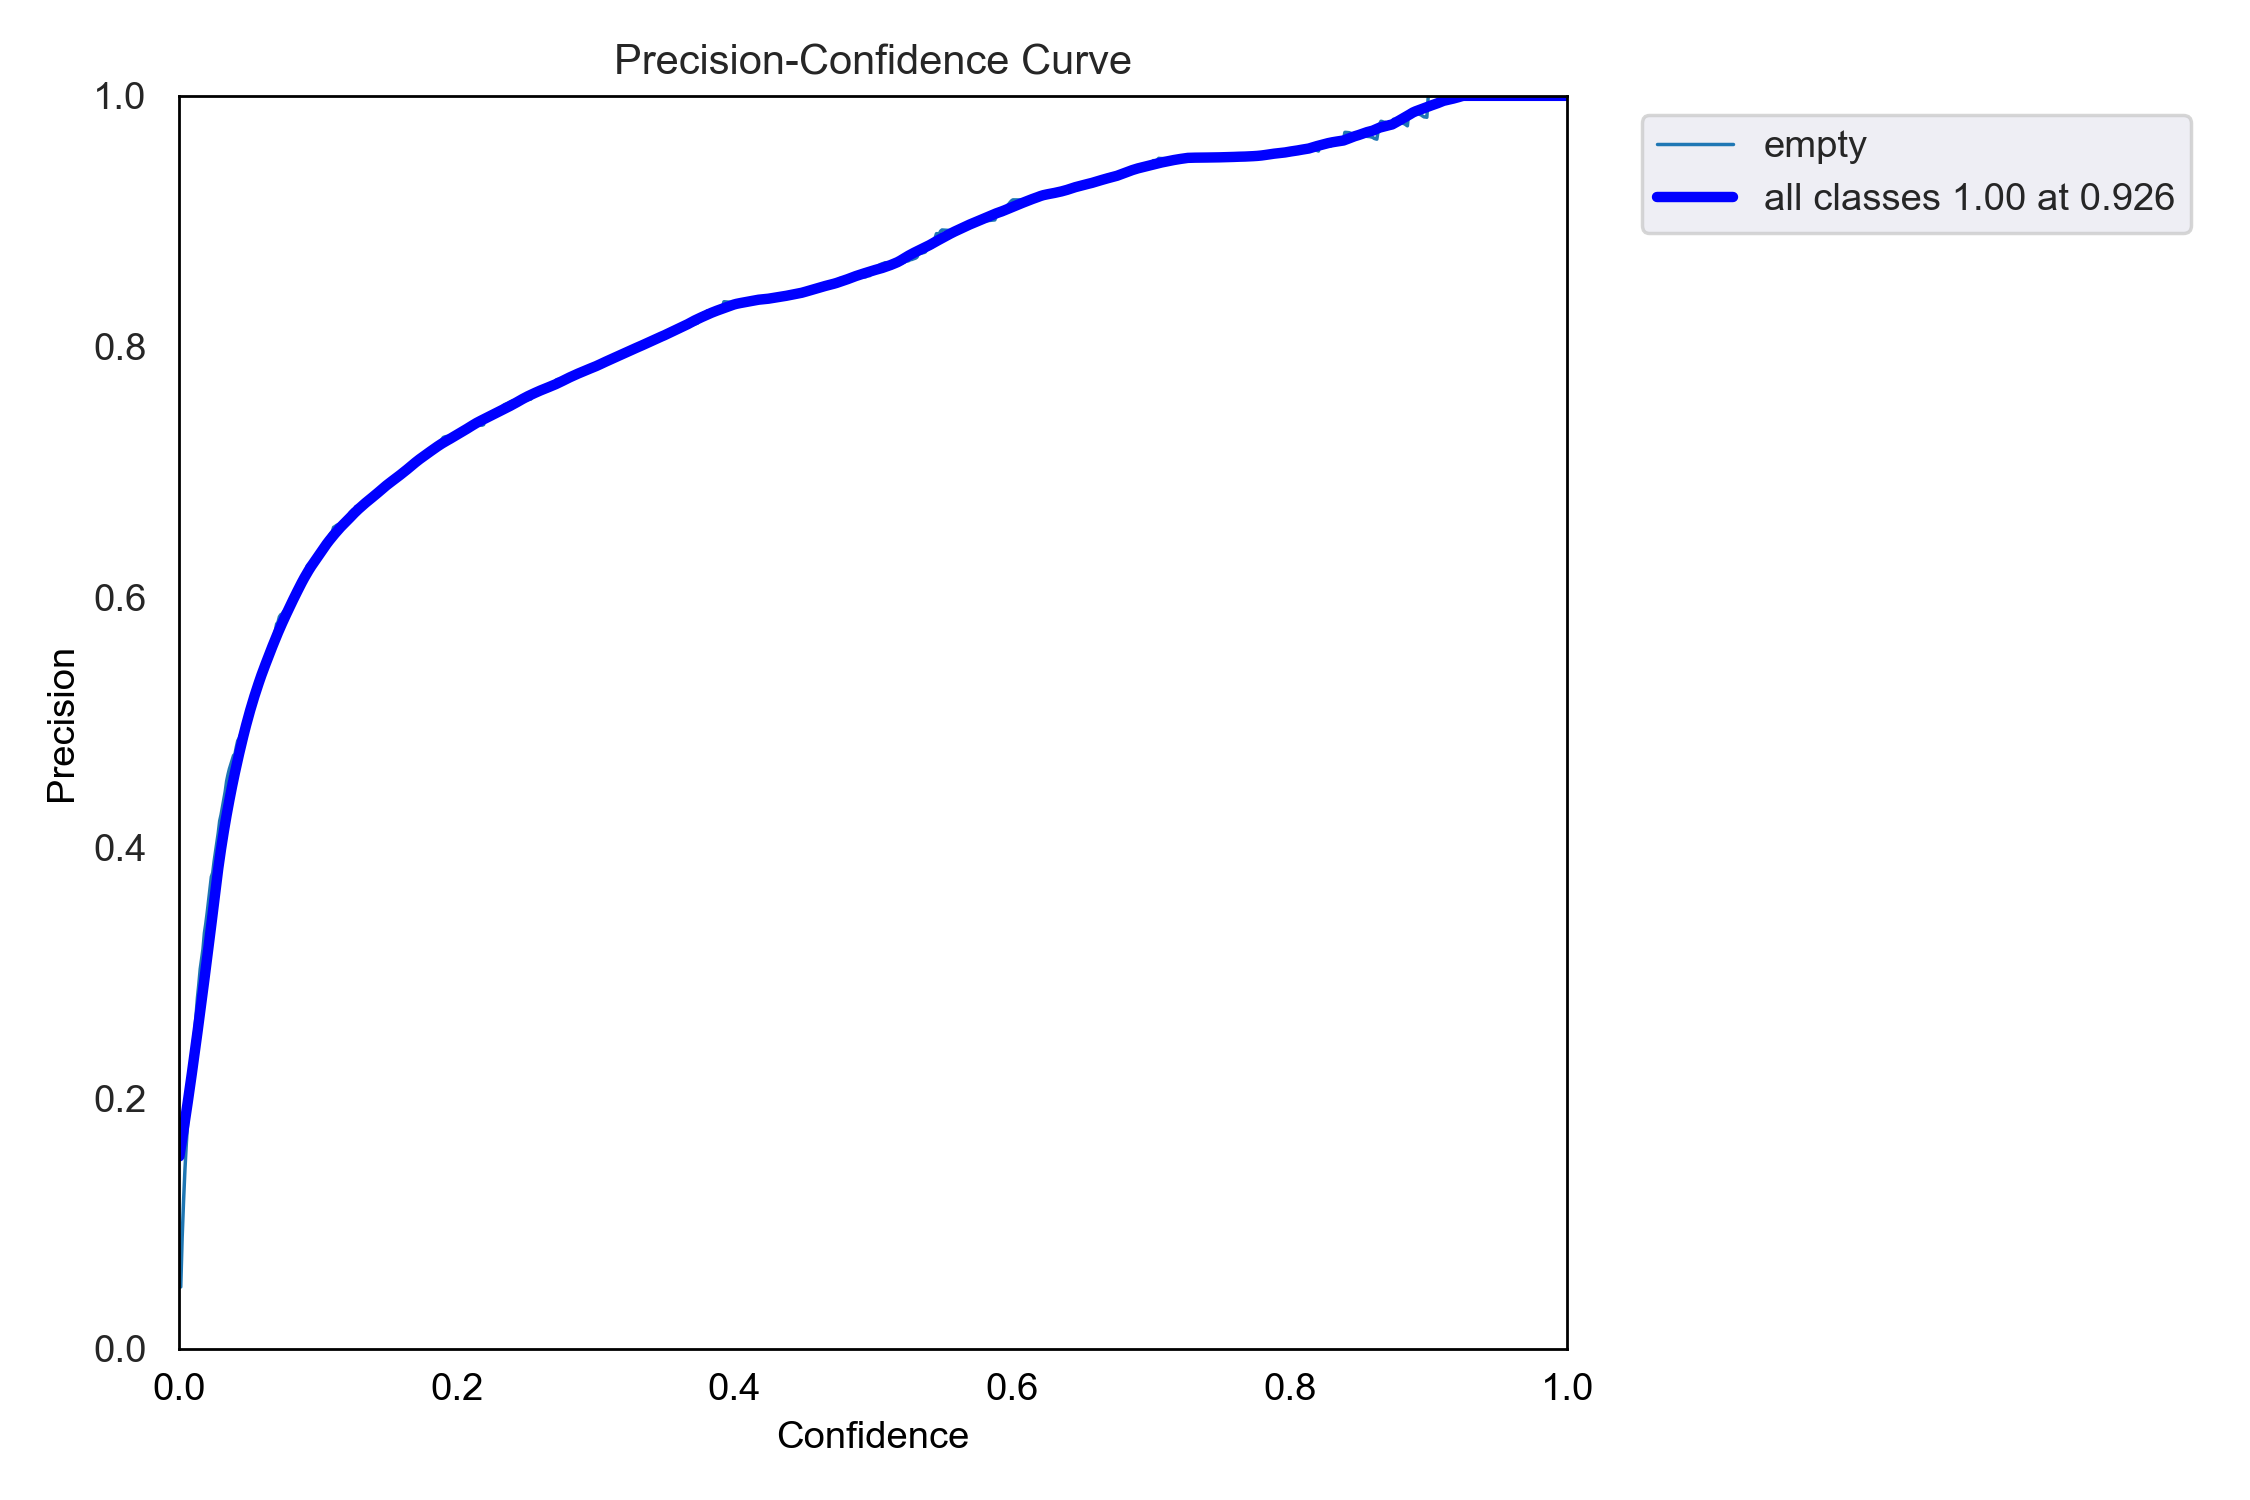 Precision-Confidence Curve
1.0
0.8
0.6
0.4
0.2
0.0
Precision
0.0 0.2 0.4 0.6 0.8 1.0
Confidence
empty
all classes 1.00 at 0.926